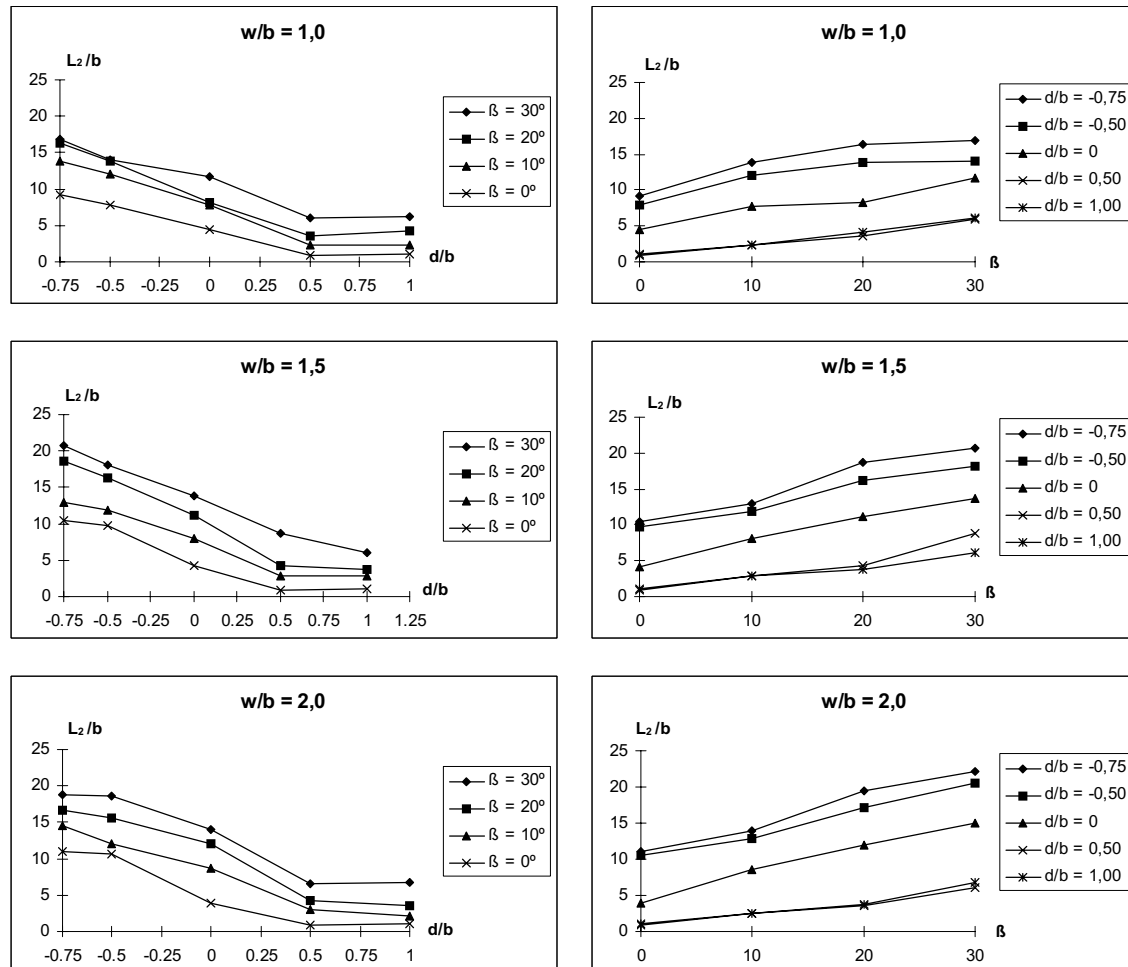 w/b = 1,0
L₂/b
25
20
15
10
5
0
-0.75 -0.5 -0.25 0 0.25 0.5 0.75 1
d/b
ß = 30º
ß = 20º
ß = 10º
ß = 0º
w/b = 1,0
L₂/b
25
20
15
10
5
0
0 10 20 30
ß
d/b = -0,75
d/b = -0,50
d/b = 0
d/b = 0,50
d/b = 1,00
w/b = 1,5
L₂/b
25
20
15
10
5
0
-0.75 -0.5 -0.25 0 0.25 0.5 0.75 1 1.25
d/b
ß = 30º
ß = 20º
ß = 10º
ß = 0º
w/b = 1,5
L₂/b
25
20
15
10
5
0
0 10 20 30
ß
d/b = -0,75
d/b = -0,50
d/b = 0
d/b = 0,50
d/b = 1,00
w/b = 2,0
L₂/b
25
20
15
10
5
0
-0.75 -0.5 -0.25 0 0.25 0.5 0.75 1
d/b
ß = 30º
ß = 20º
ß = 10º
ß = 0º
w/b = 2,0
L₂/b
25
20
15
10
5
0
0 10 20 30
ß
d/b = -0,75
d/b = -0,50
d/b = 0
d/b = 0,50
d/b = 1,00